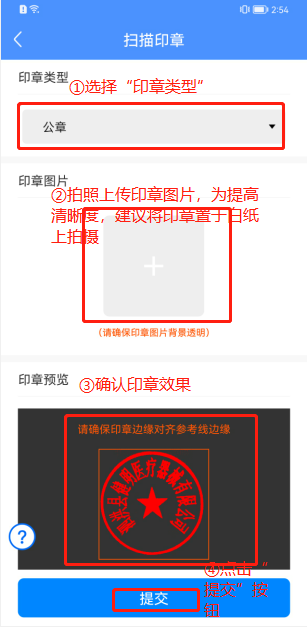 2:54
扫描印章
印章类型
①选择“印章类型”
公章
印章图片
②拍照上传印章图片，为提高
清晰度，建议将印章置于白纸
上拍摄
（请确保印章图片背景透明）
印章预览
③确认印章效果
请确保印章边缘对齐参考线边缘
?
④点击“
提交”按
钮
提交